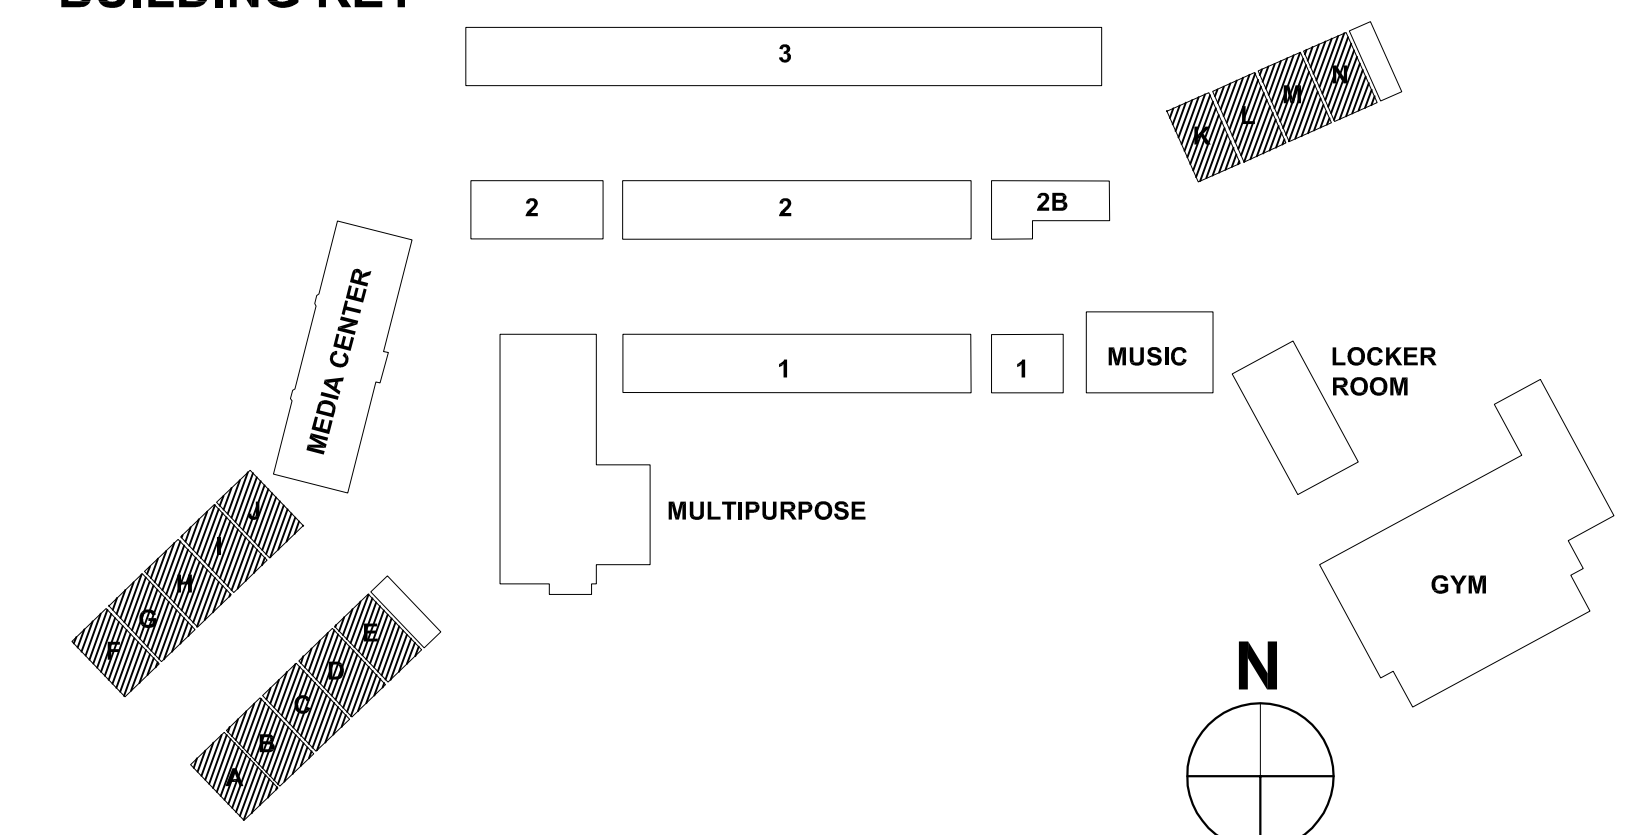 BUILDING KEY
3
K
L
M
N
2
2
2B
MEDIA CENTER
1
1
MUSIC
LOCKER
ROOM
MULTIPURPOSE
GYM
J
I
H
G
F
E
D
C
B
A
N